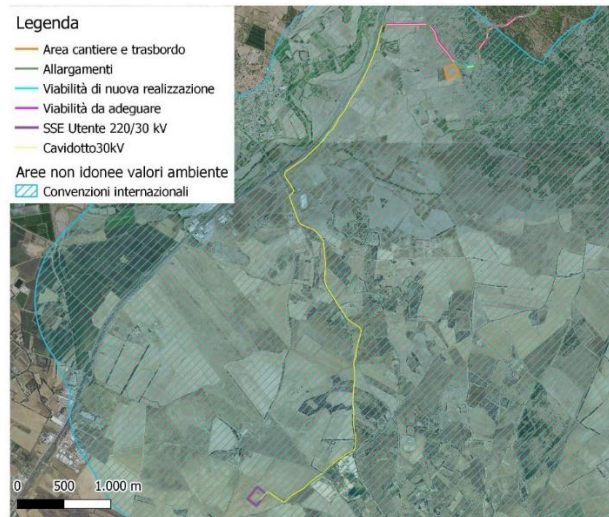 Legenda
Area cantiere e trasbordo
Allargamenti
Viabilità di nuova realizzazione
Viabilità da adeguare
SSE Utente 220/30 kV
Cavidotto30kV
Aree non idonee valori ambiente
Convenzioni internazionali
0 500 1.000 m